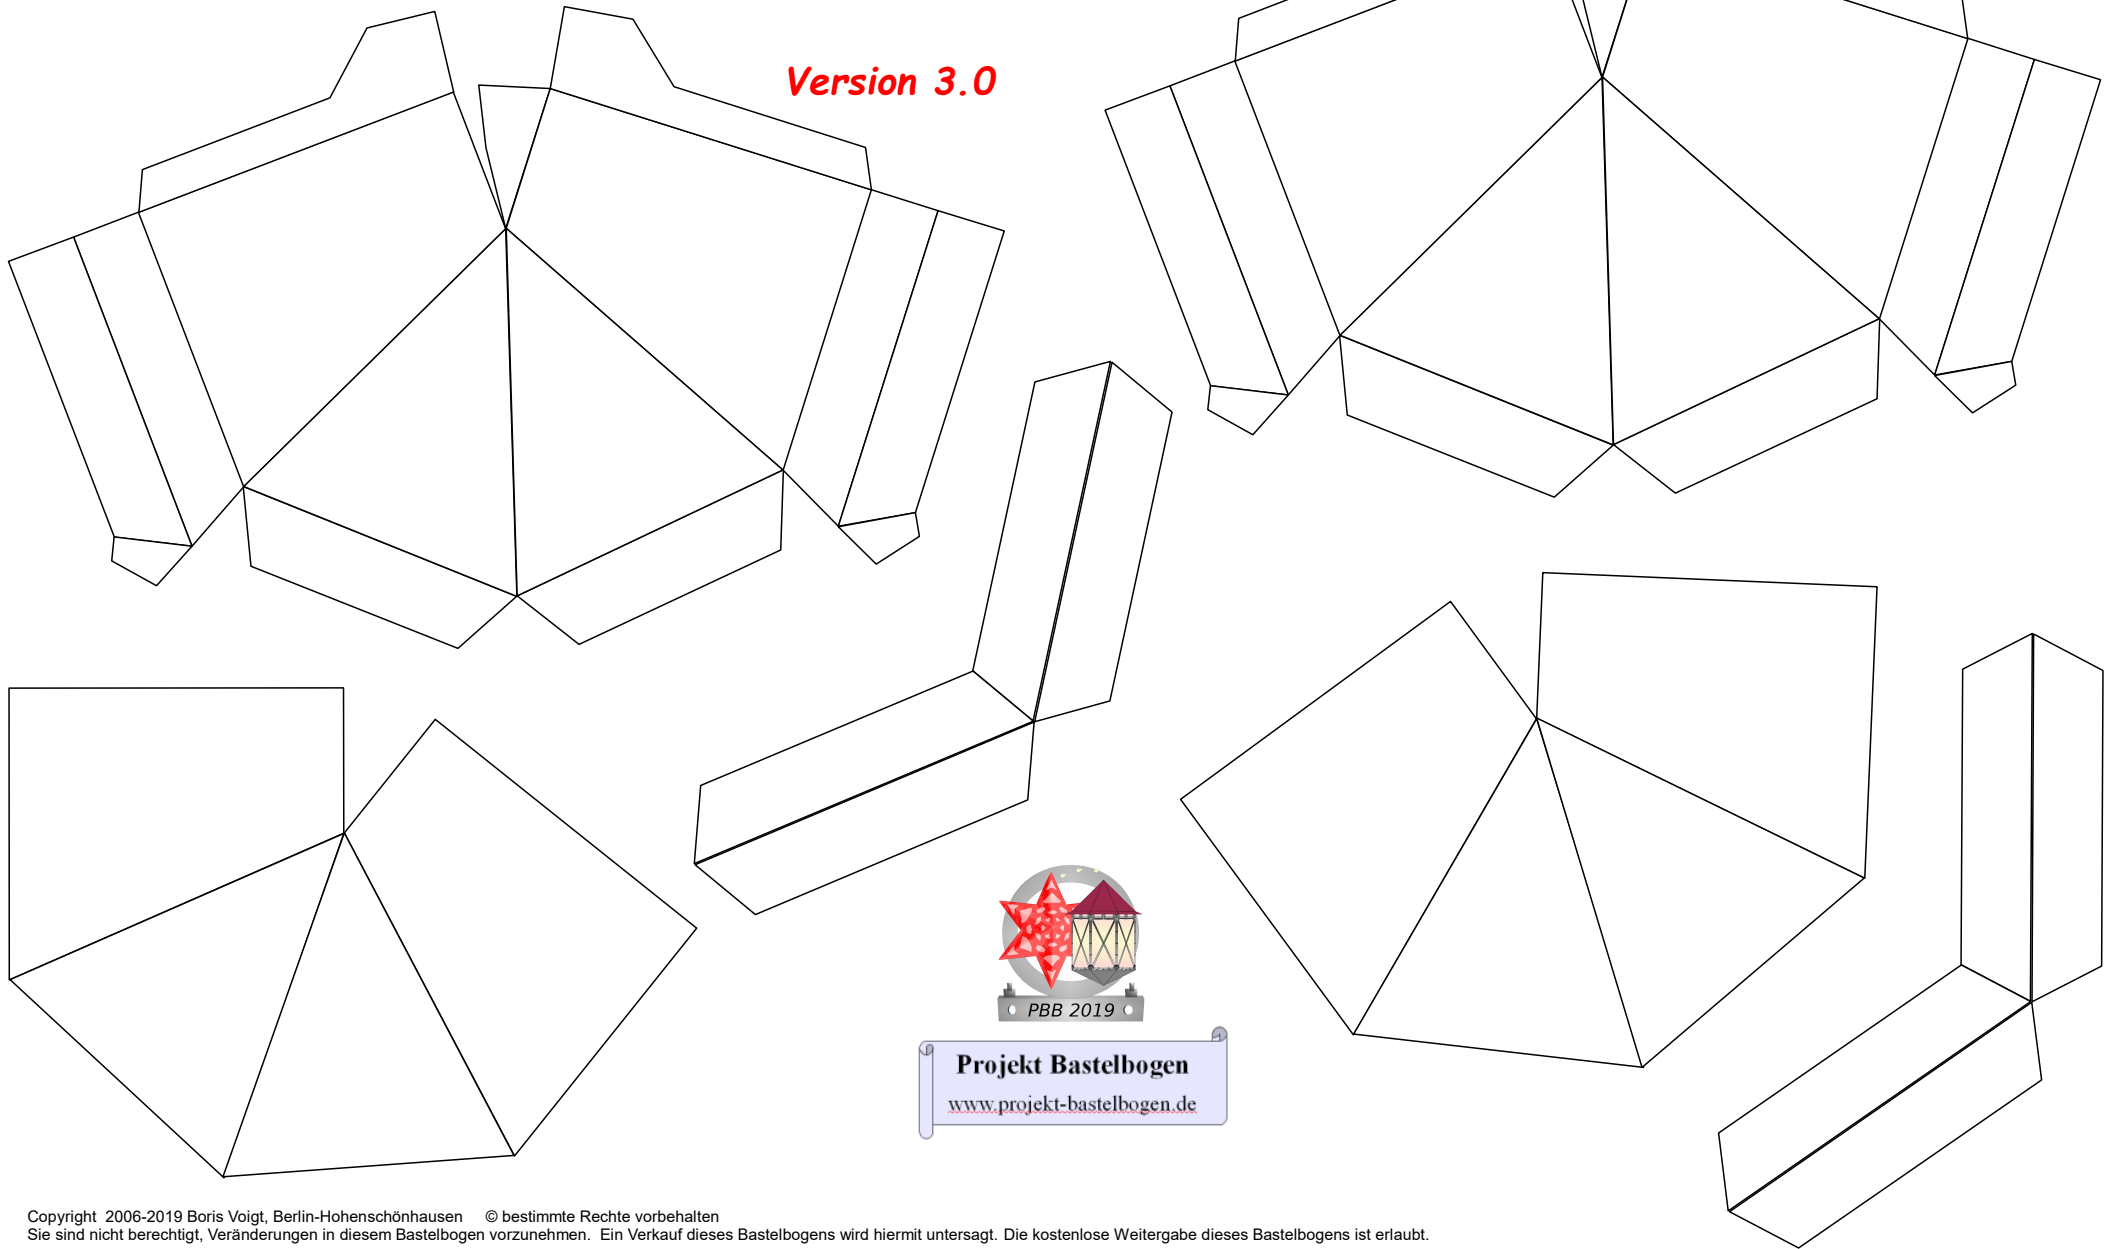 Version 3.0
PBB 2019
Projekt Bastelbogen
www.projekt-bastelbogen.de
Copyright  2006-2019 Boris Voigt, Berlin-Hohenschönhausen     © bestimmte Rechte vorbehalten
Sie sind nicht berechtigt, Veränderungen in diesem Bastelbogen vorzunehmen.  Ein Verkauf dieses Bastelbogens wird hiermit untersagt. Die kostenlose Weitergabe dieses Bastelbogens ist erlaubt.